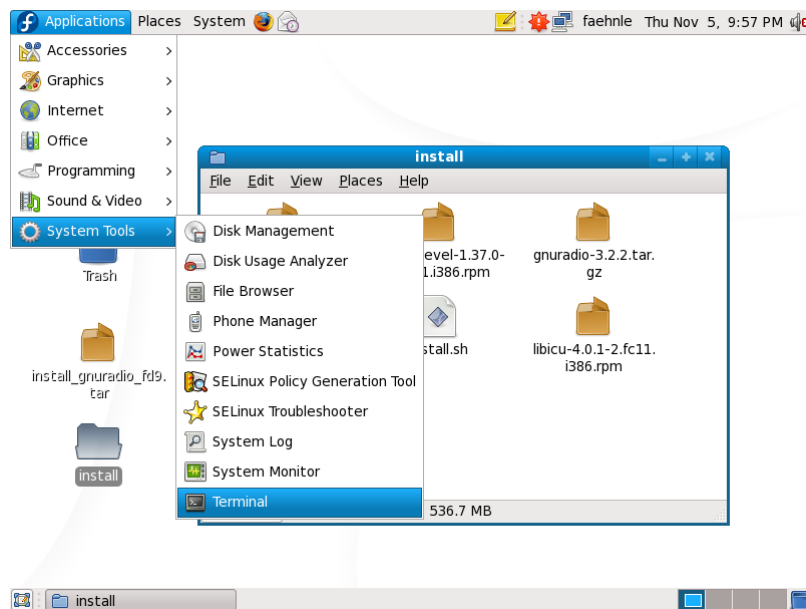 Applications Places System faehnle Thu Nov 5, 9:57 PM
Accessories
Graphics
Internet
Office
Programming
Sound & Video
System Tools
Disk Management
Disk Usage Analyzer
File Browser
Phone Manager
Power Statistics
SELinux Policy Generation Tool
SELinux Troubleshooter
System Log
System Monitor
Terminal
Trash
install_gnuradio_fd9.
tar
install
install
File Edit View Places Help
evel-1.37.0-
1.i386.rpm
gnuradio-3.2.2.tar.
gz
stall.sh
libicu-4.0.1-2.fc11.
i386.rpm
536.7 MB
install